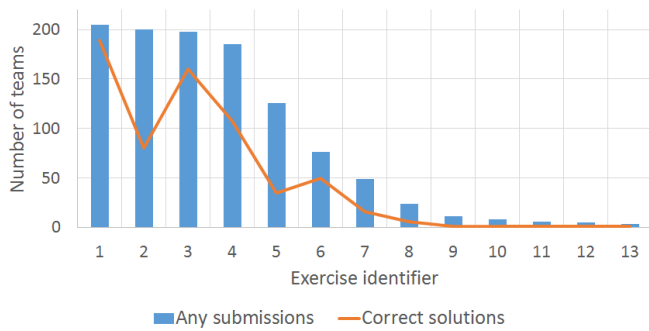 200
150
100
50
0
Number of teams
1 2 3 4 5 6 7 8 9 10 11 12 13
Exercise identifier
Any submissions Correct solutions